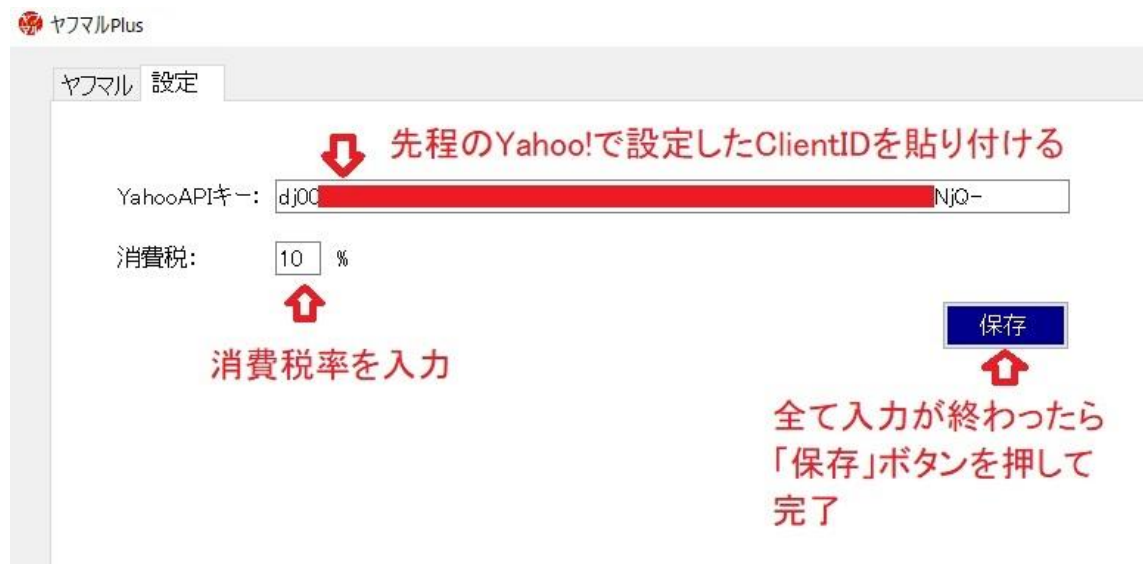 ヤフマルPlus
ヤフマル 設定
先程のYahoo!で設定したClientIDを貼り付ける
YahooAPIキー: dj00 NjQ-
消費税: 10 %
保存
消費税率を入力
全て入力が終わったら
「保存」ボタンを押して
完了